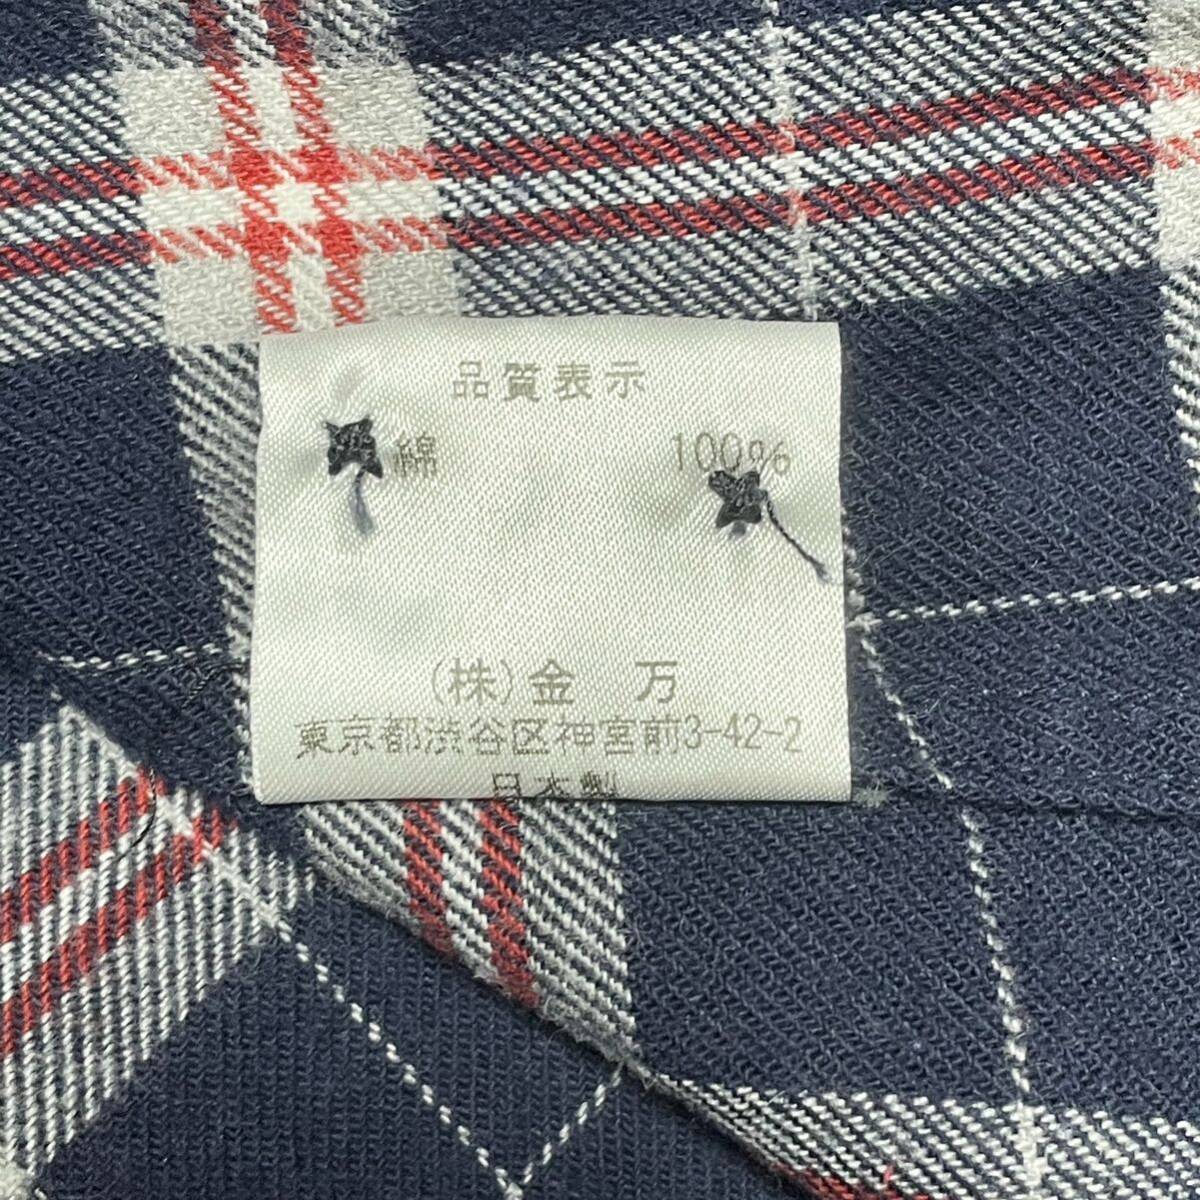 品質表示
綿 100%
(株)金 万
東京都渋谷区神宮前3-42-2
日本製